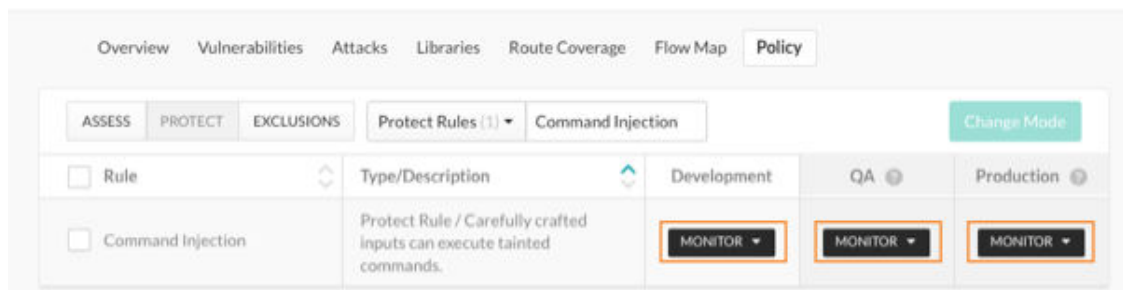 Overview Vulnerabilities Attacks Libraries Route Coverage Flow Map Policy
ASSESS PROTECT EXCLUSIONS Protect Rules (1) Command Injection Change Mode
Rule Type/Description Development QA Production
Command Injection
Protect Rule / Carefully crafted
inputs can execute tainted
commands.
MONITOR MONITOR MONITOR